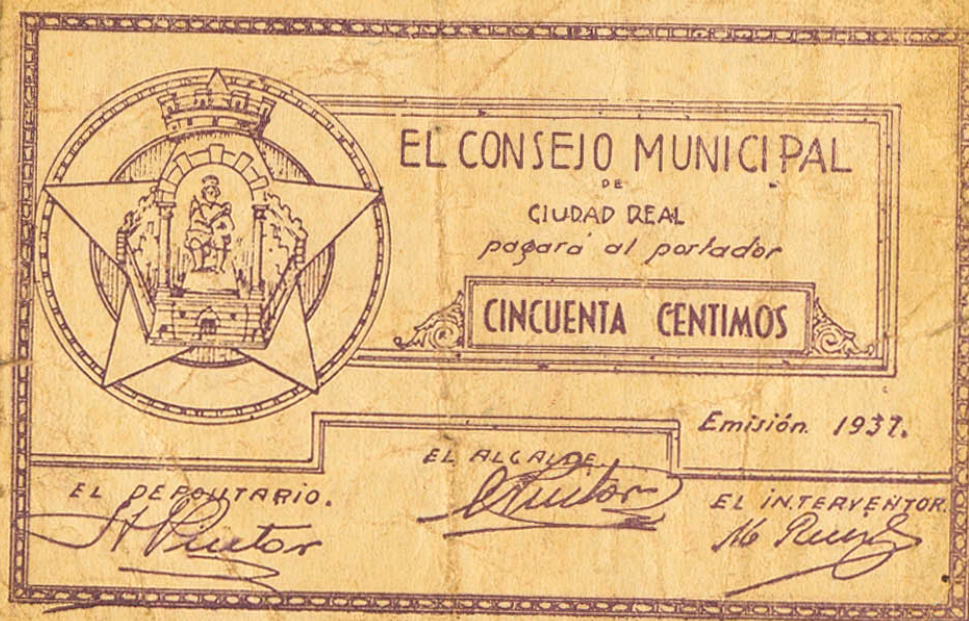 EL CONSEJO MUNICIPAL
DE
CIUDAD REAL
pagará al portador
CINCUENTA CENTIMOS
Emisión 1937.
EL ALCALDE
EL DEPOSITARIO.
EL INTERVENTOR.